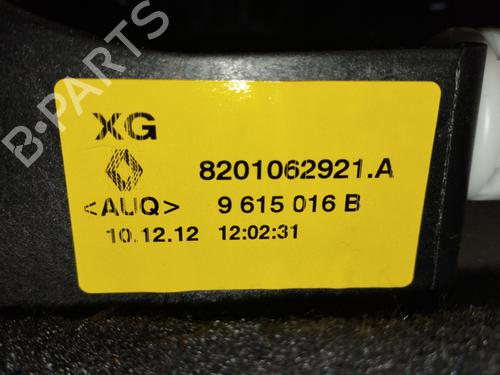 XG
8201062921.A
<AUQ> 9 615 016 B
10.12.12 12:02:31
B-PARTS